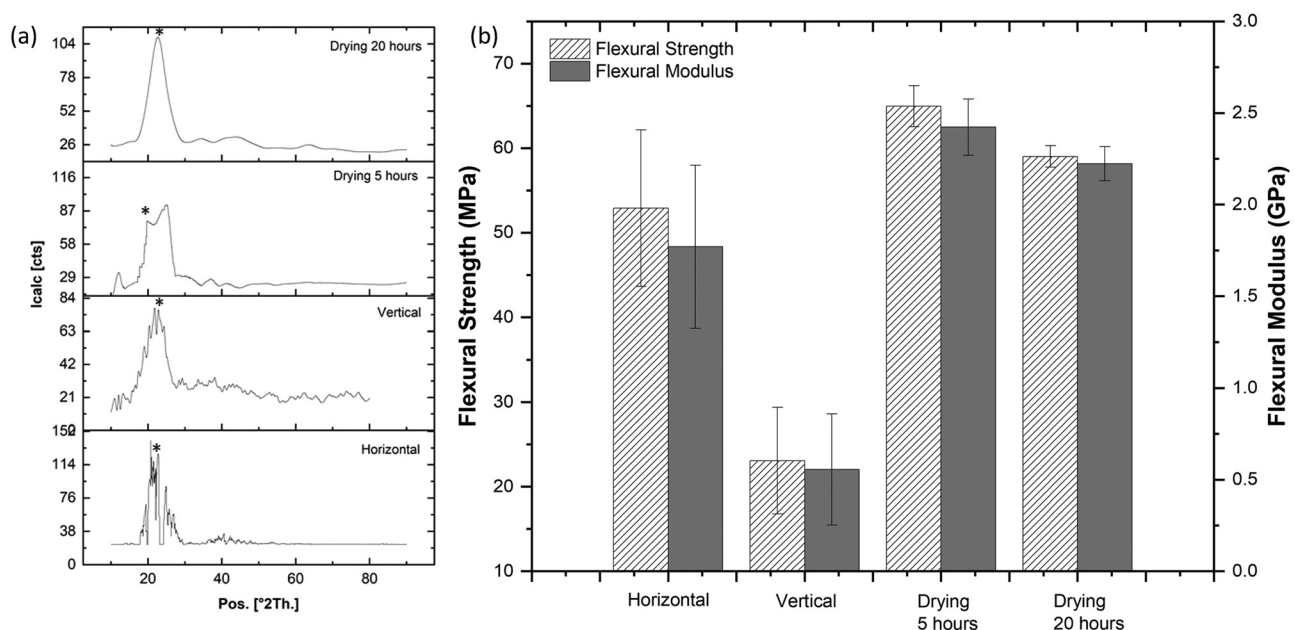 (a)
Icalc [cts]
104
78
52
26
Drying 20 hours
*
116
87
58
29
Drying 5 hours
*
84
63
42
21
0
Vertical
*
152
114
76
38
0
Horizontal
*
20
40
60
80
Pos. [°2Th.]
(b)
Flexural Strength (MPa)
70
60
50
40
30
20
10
Flexural Strength
Flexural Modulus
3.0
2.5
2.0
1.5
1.0
0.5
0.0
Flexural Modulus (GPa)
Horizontal
Vertical
Drying
5 hours
Drying
20 hours